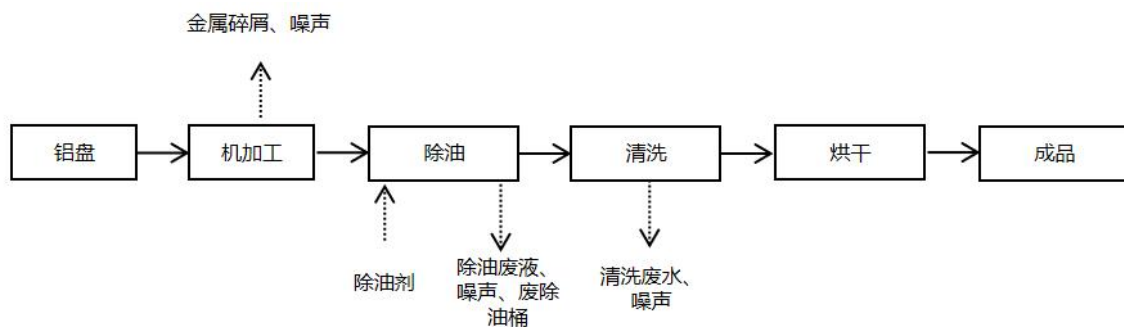 金属碎屑、噪声
铝盘
机加工
除油
清洗
烘干
成品
除油剂
除油废液、
噪声、废除
油桶
清洗废水、
噪声